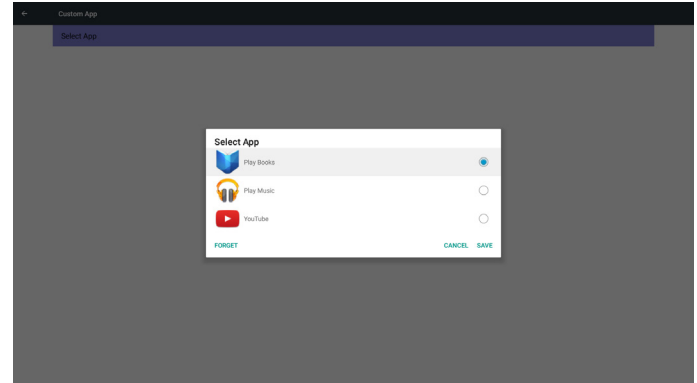 Custom App
Select App
Select App
Play Books
Play Music
YouTube
FORGET CANCEL SAVE